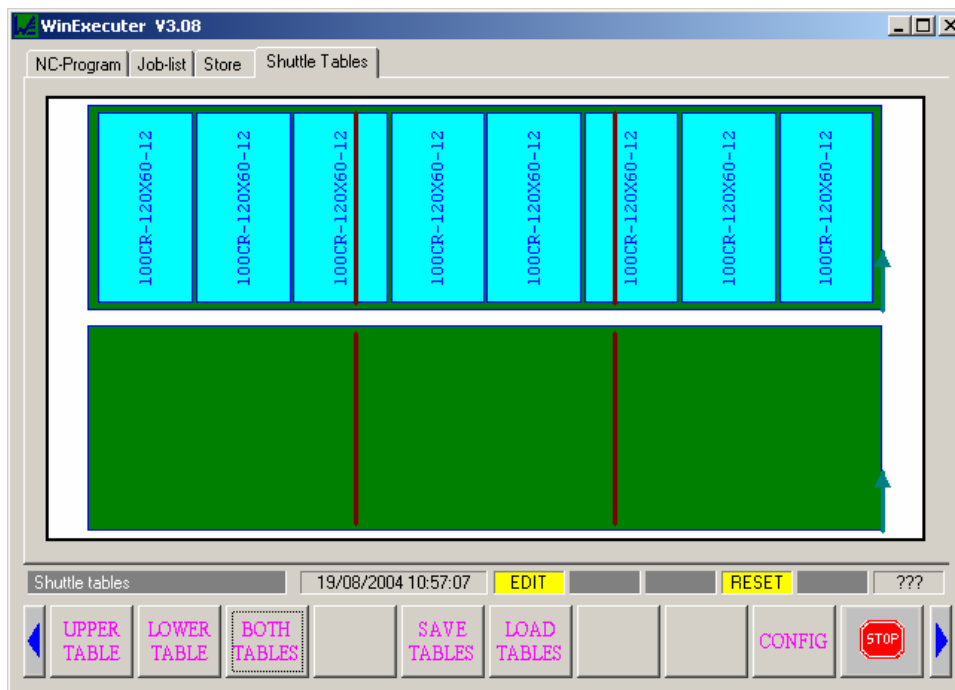 WinExecuter V3.08
NC-Program Job-list Store Shuttle Tables
100CR-120X60-12
100CR-120X60-12
100CR-120X60-12
100CR-120X60-12
100CR-120X60-12
100CR-120X60-12
100CR-120X60-12
100CR-120X60-12
Shuttle tables 19/08/2004 10:57:07 EDIT RESET ???
UPPER TABLE
LOWER TABLE
BOTH TABLES
SAVE TABLES
LOAD TABLES
CONFIG
STOP